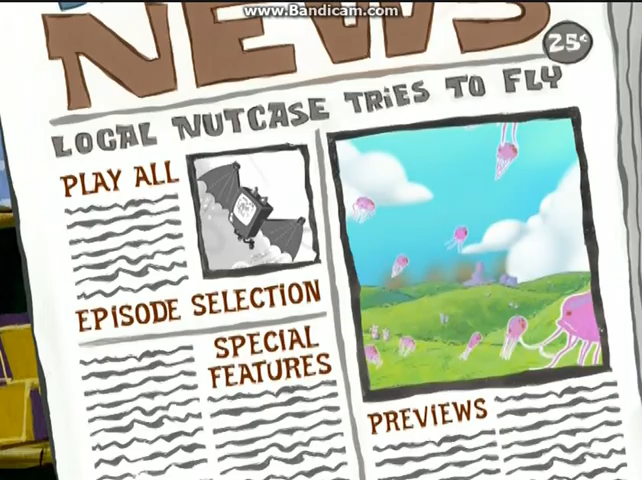 www.Bandicam.com
NEWS
25¢
LOCAL NUTCASE TRiES TO FLY
PLAY ALL
EPISODE SELECTION
SPECIAL
FEATURES
PREVIEWS